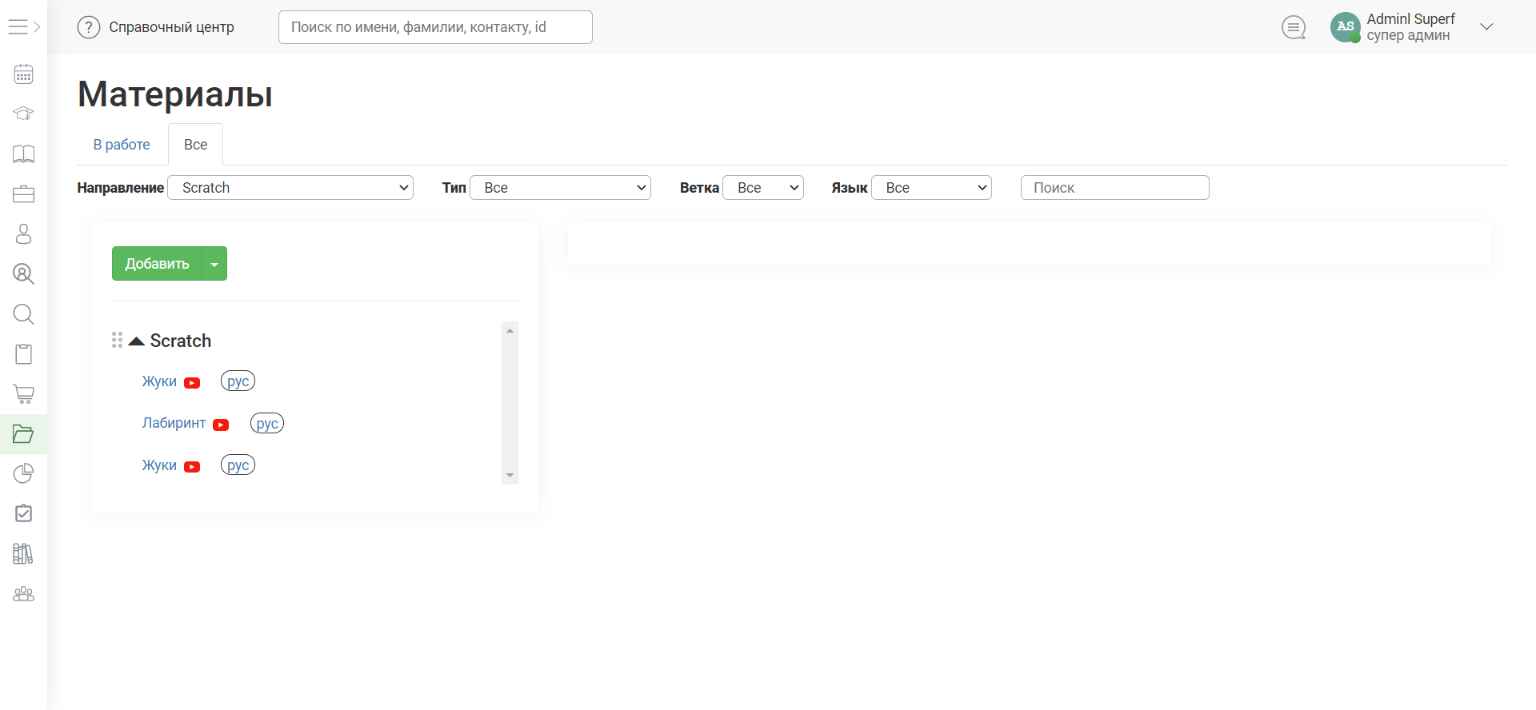 ? Справочный центр Поиск по имени, фамилии, контакту, id AS Adminl Superf
супер админ
Материалы
В работе Все
Направление Scratch Тип Все Ветка Все Язык Все Поиск
Добавить
Scratch
Жуки рус
Лабиринт рус
Жуки рус